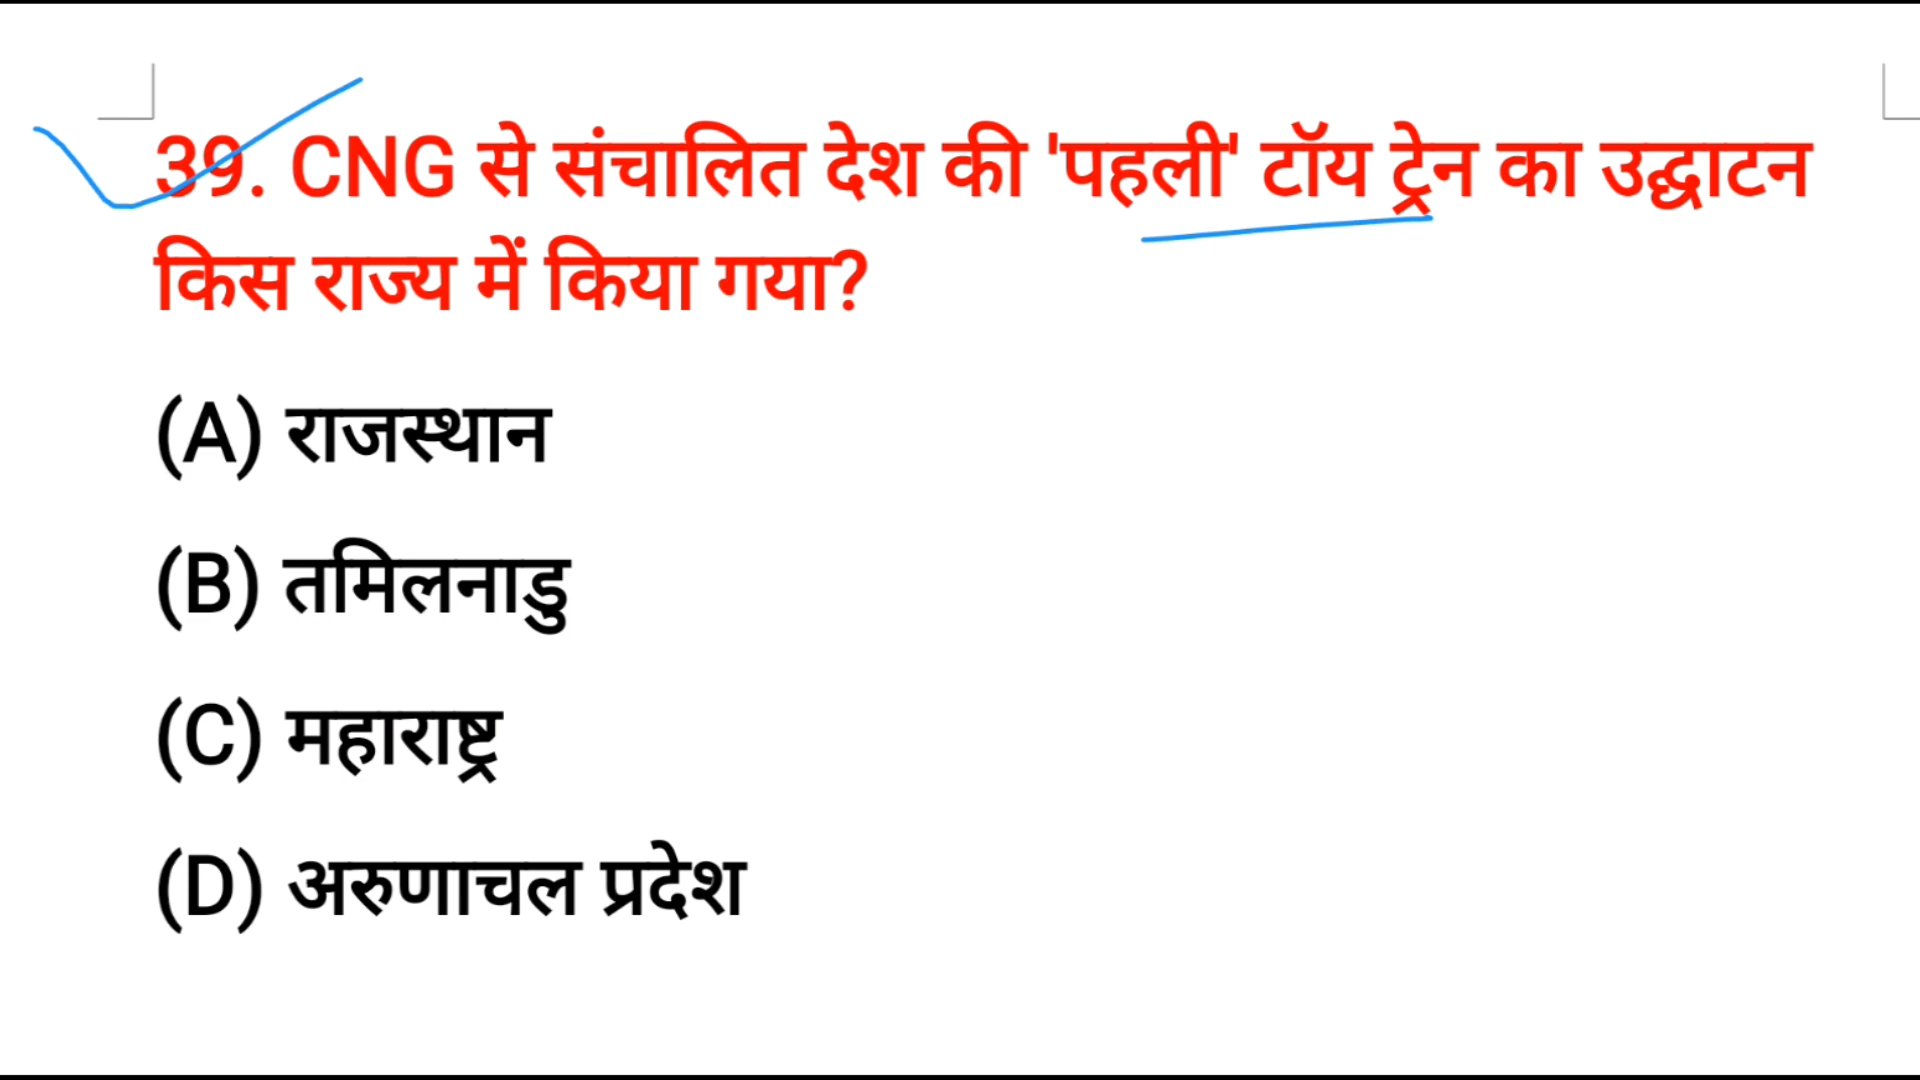 39. CNG से संचालित देश की 'पहली' टॉय ट्रेन का उद्घाटन
किस राज्य में किया गया?
(A) राजस्थान
(B) तमिलनाडु
(C) महाराष्ट्र
(D) अरुणाचल प्रदेश